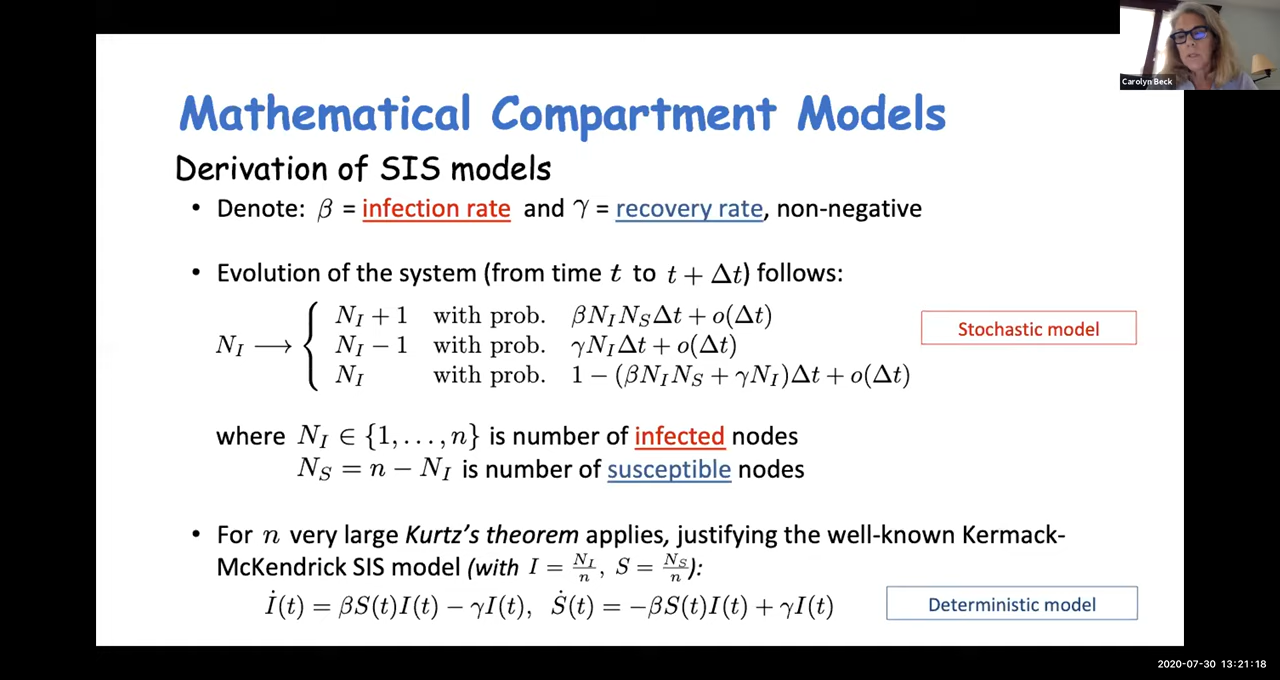 Carolyn Beck
Mathematical Compartment Models
Derivation of SIS models
• Denote: β = infection rate and γ = recovery rate, non-negative
• Evolution of the system (from time t to t + Δt) follows:
N_I ⟶ { N_I + 1 with prob. βN_I N_S Δt + o(Δt)
N_I − 1 with prob. γN_I Δt + o(Δt)
N_I with prob. 1 − (βN_I N_S + γN_I)Δt + o(Δt)
Stochastic model
where N_I ∈ {1, . . . , n} is number of infected nodes
N_S = n − N_I is number of susceptible nodes
• For n very large Kurtz’s theorem applies, justifying the well-known Kermack-
McKendrick SIS model (with I = N_I/n, S = N_S/n):
İ(t) = βS(t)I(t) − γI(t), Ṡ(t) = −βS(t)I(t) + γI(t)
Deterministic model
2020-07-30 13:21:18